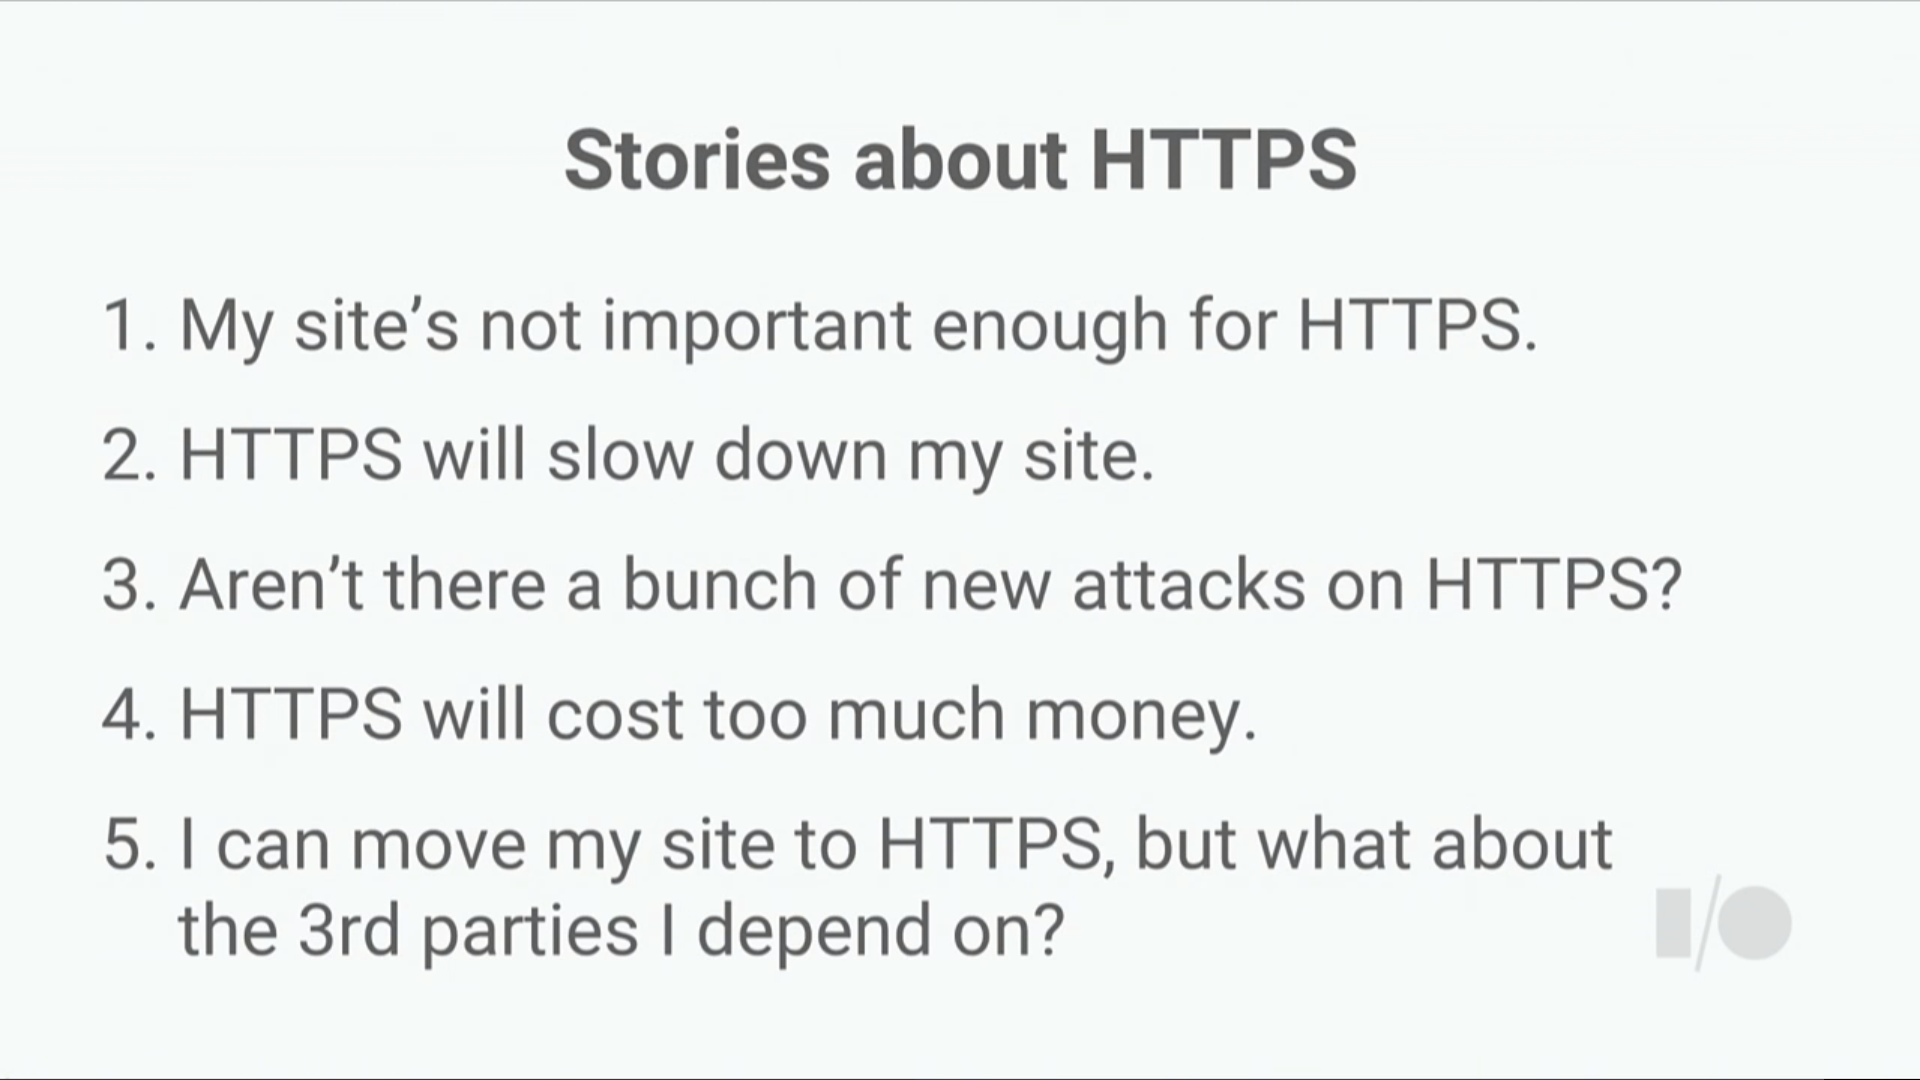 Stories about HTTPS
1. My site’s not important enough for HTTPS.
2. HTTPS will slow down my site.
3. Aren’t there a bunch of new attacks on HTTPS?
4. HTTPS will cost too much money.
5. I can move my site to HTTPS, but what about
the 3rd parties I depend on?
I/O